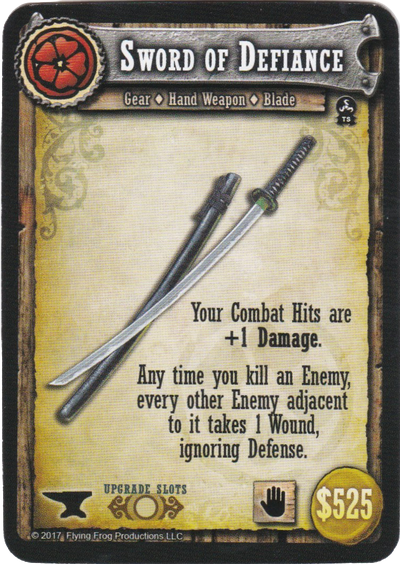 SWORD OF DEFIANCE
Gear ♦ Hand Weapon ♦ Blade
TS
Your Combat Hits are
+1 Damage.
Any time you kill an Enemy,
every other Enemy adjacent
to it takes 1 Wound,
ignoring Defense.
UPGRADE SLOTS
$525
© 2017 Flying Frog Productions LLC